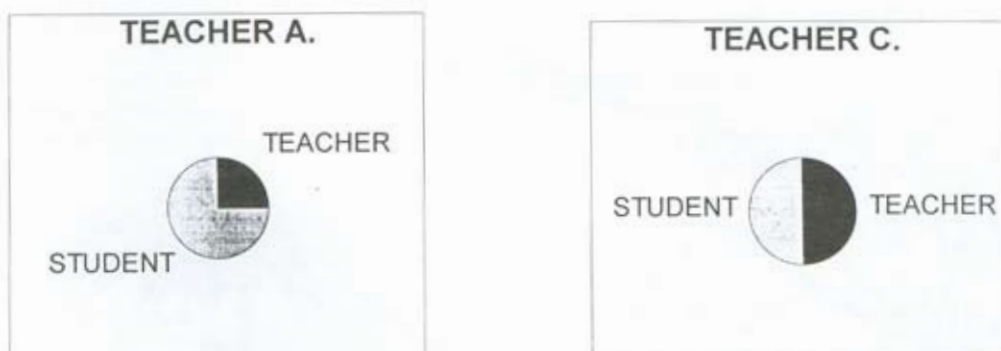 TEACHER A.
TEACHER
STUDENT
TEACHER C.
STUDENT
TEACHER